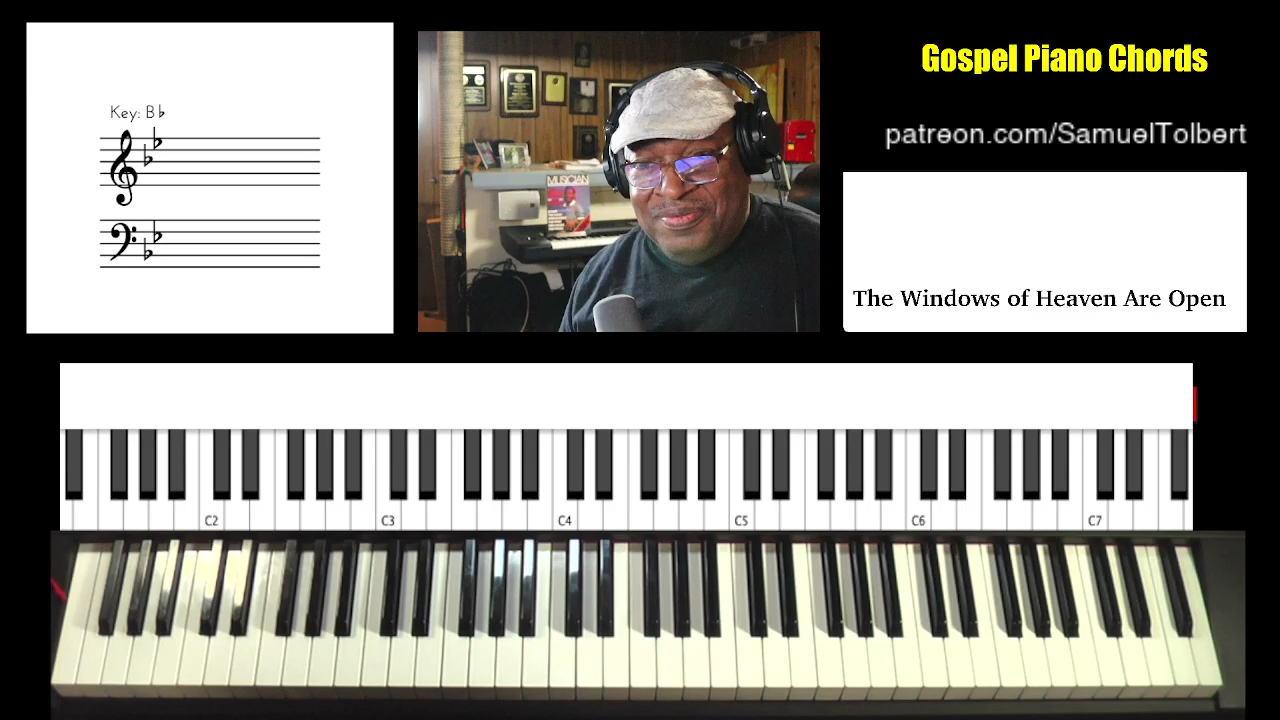 Key: B♭
MUSICIAN
Gospel Piano Chords
patreon.com/SamuelTolbert
The Windows of Heaven Are Open
C2 C3 C4 C5 C6 C7